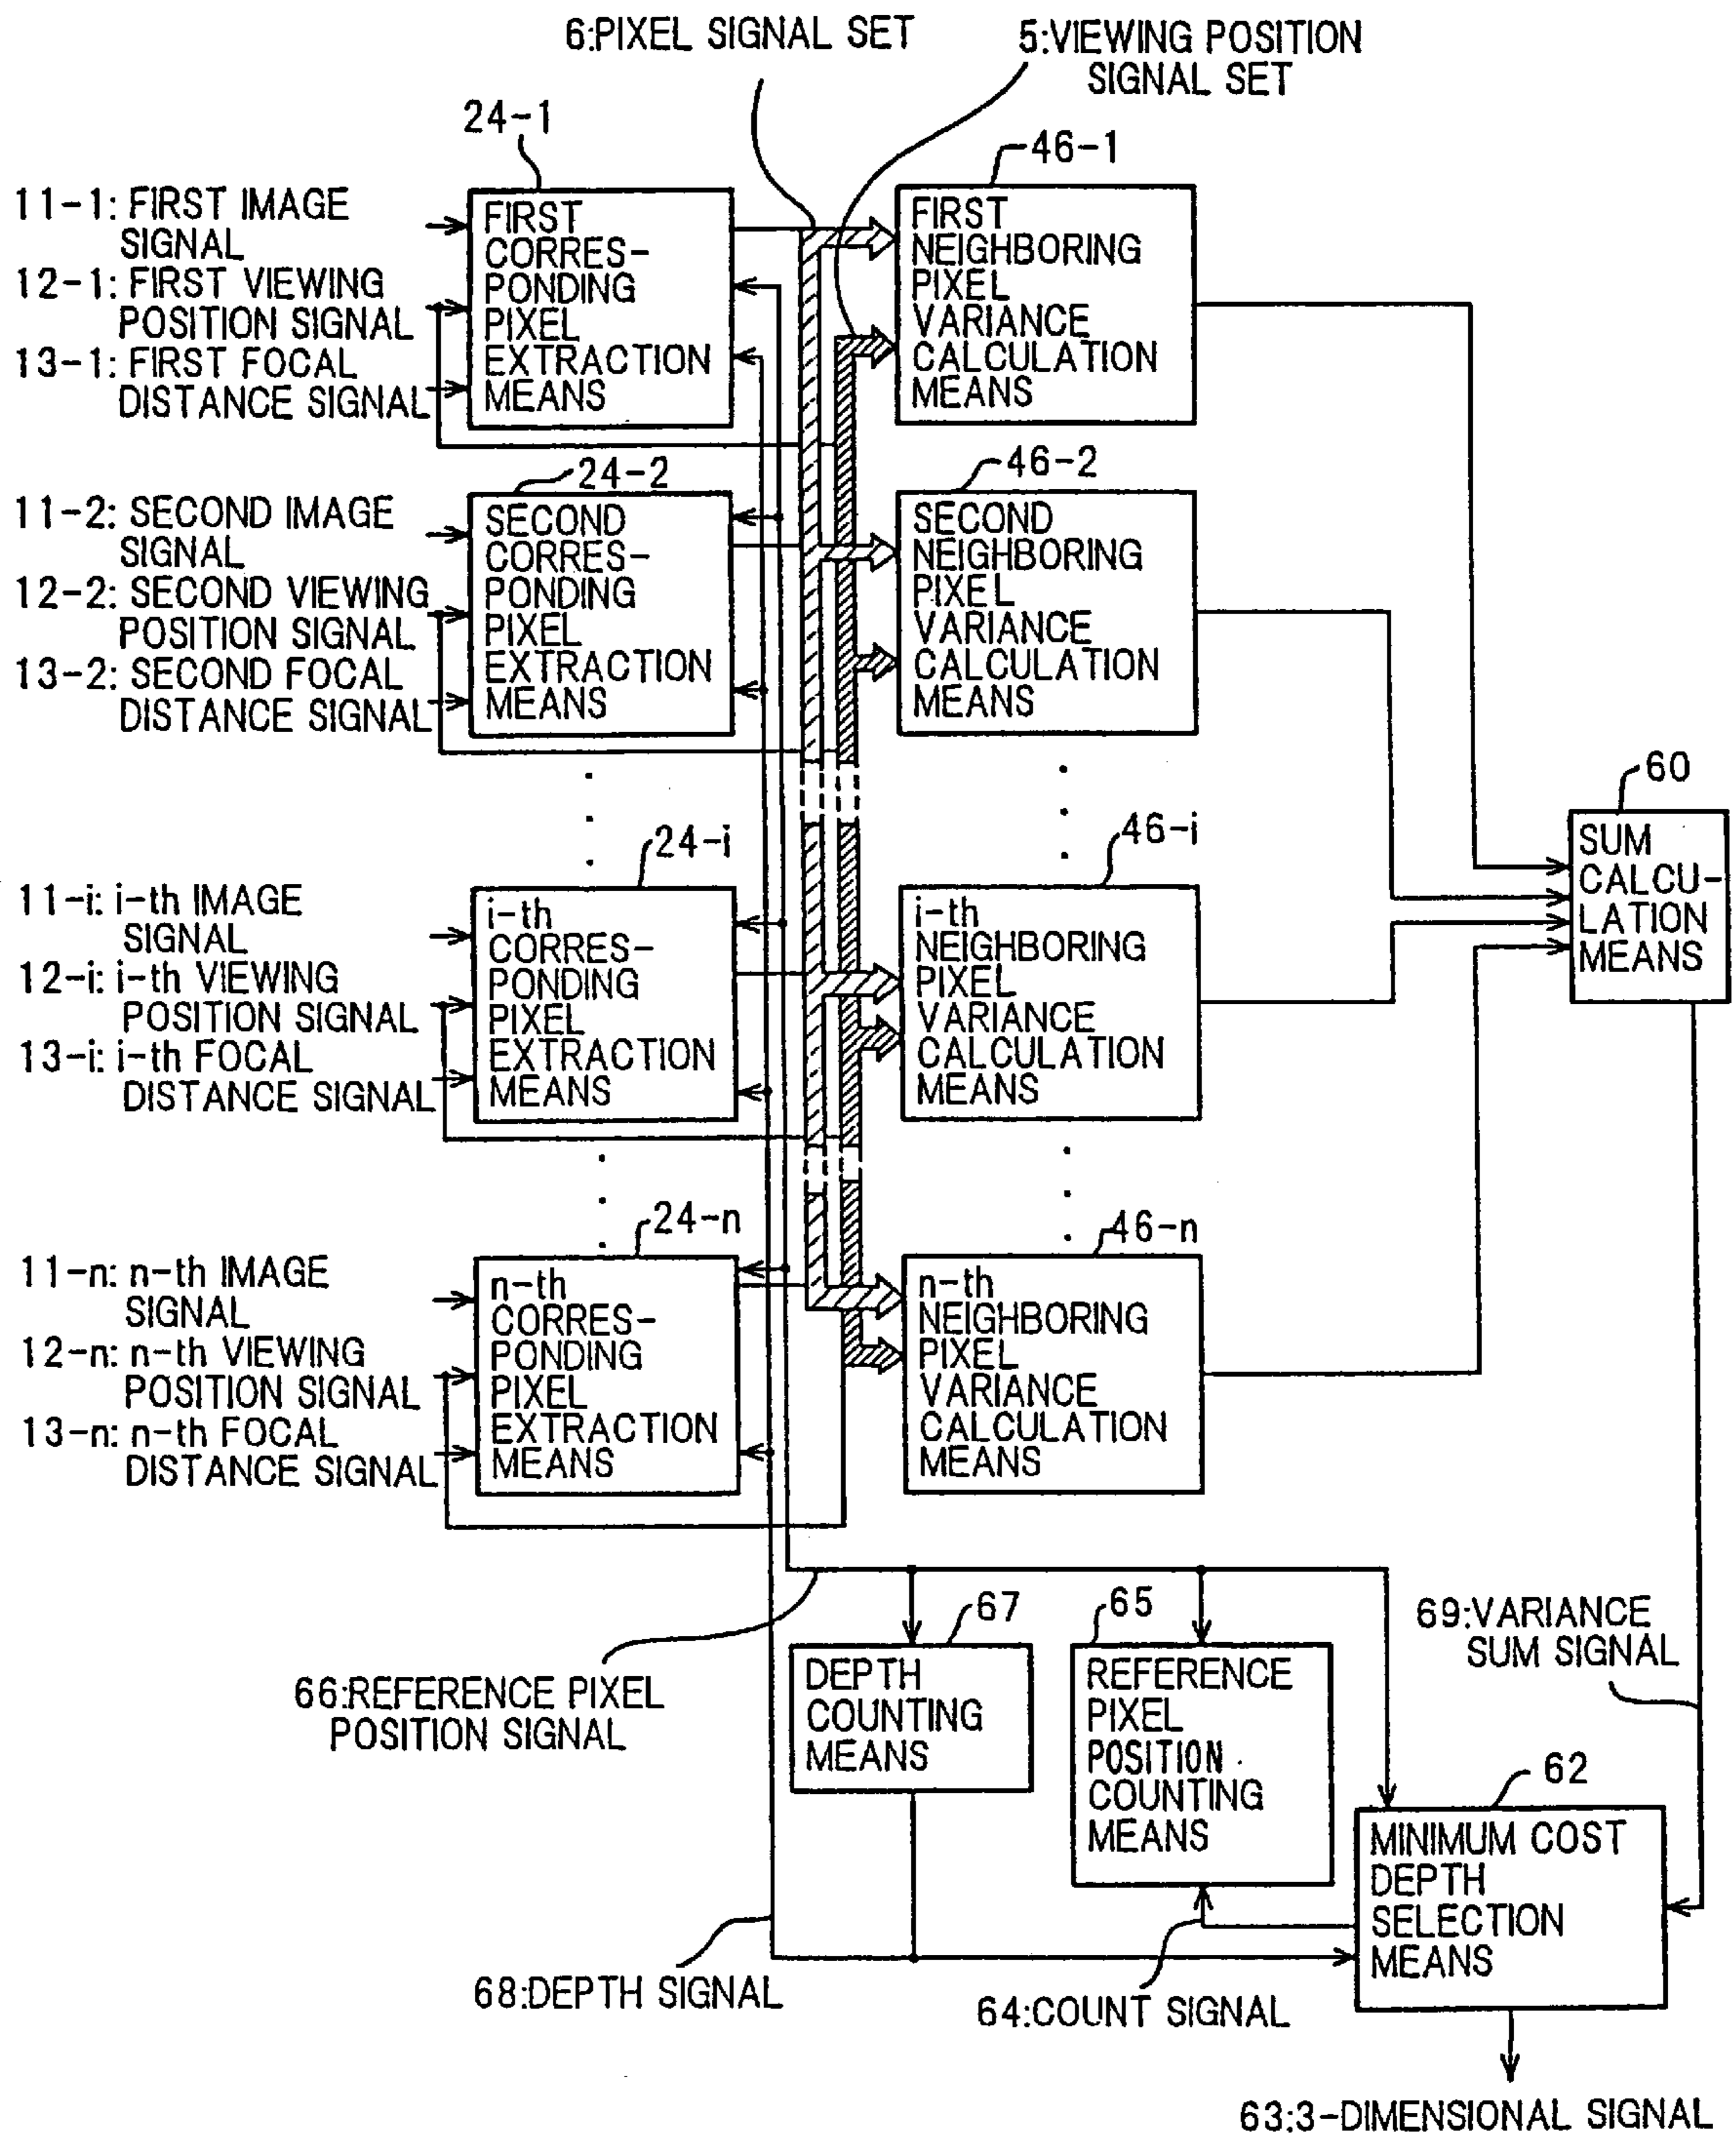 6:PIXEL SIGNAL SET
5:VIEWING POSITION
SIGNAL SET
24-1
46-1
11-1: FIRST IMAGE
SIGNAL
12-1: FIRST VIEWING
POSITION SIGNAL
13-1: FIRST FOCAL
DISTANCE SIGNAL
FIRST
CORRES-
PONDING
PIXEL
EXTRACTION
MEANS
FIRST
NEIGHBORING
PIXEL
VARIANCE
CALCULATION
MEANS
24-2
46-2
11-2: SECOND IMAGE
SIGNAL
12-2: SECOND VIEWING
POSITION SIGNAL
13-2: SECOND FOCAL
DISTANCE SIGNAL
SECOND
CORRES-
PONDING
PIXEL
EXTRACTION
MEANS
SECOND
NEIGHBORING
PIXEL
VARIANCE
CALCULATION
MEANS
60
SUM
CALCU-
LATION
MEANS
24-i
46-i
11-i: i-th IMAGE
SIGNAL
12-i: i-th VIEWING
POSITION SIGNAL
13-i: i-th FOCAL
DISTANCE SIGNAL
i-th
CORRES-
PONDING
PIXEL
EXTRACTION
MEANS
i-th
NEIGHBORING
PIXEL
VARIANCE
CALCULATION
MEANS
24-n
46-n
11-n: n-th IMAGE
SIGNAL
12-n: n-th VIEWING
POSITION SIGNAL
13-n: n-th FOCAL
DISTANCE SIGNAL
n-th
CORRES-
PONDING
PIXEL
EXTRACTION
MEANS
n-th
NEIGHBORING
PIXEL
VARIANCE
CALCULATION
MEANS
67
65
69:VARIANCE
SUM SIGNAL
66:REFERENCE PIXEL
POSITION SIGNAL
DEPTH
COUNTING
MEANS
REFERENCE
PIXEL
POSITION
COUNTING
MEANS
62
MINIMUM COST
DEPTH
SELECTION
MEANS
68:DEPTH SIGNAL
64:COUNT SIGNAL
63:3-DIMENSIONAL SIGNAL